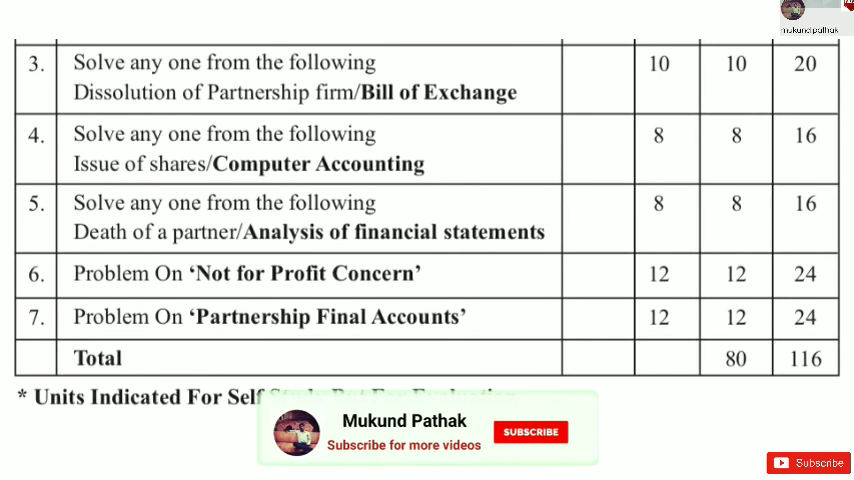 mukund pathak
3. Solve any one from the following 10 10 20
Dissolution of Partnership firm/Bill of Exchange
4. Solve any one from the following 8 8 16
Issue of shares/Computer Accounting
5. Solve any one from the following 8 8 16
Death of a partner/Analysis of financial statements
6. Problem On ‘Not for Profit Concern’ 12 12 24
7. Problem On ‘Partnership Final Accounts’ 12 12 24
Total 80 116
* Units Indicated For Self
Mukund Pathak
Subscribe for more videos
SUBSCRIBE
Subscribe